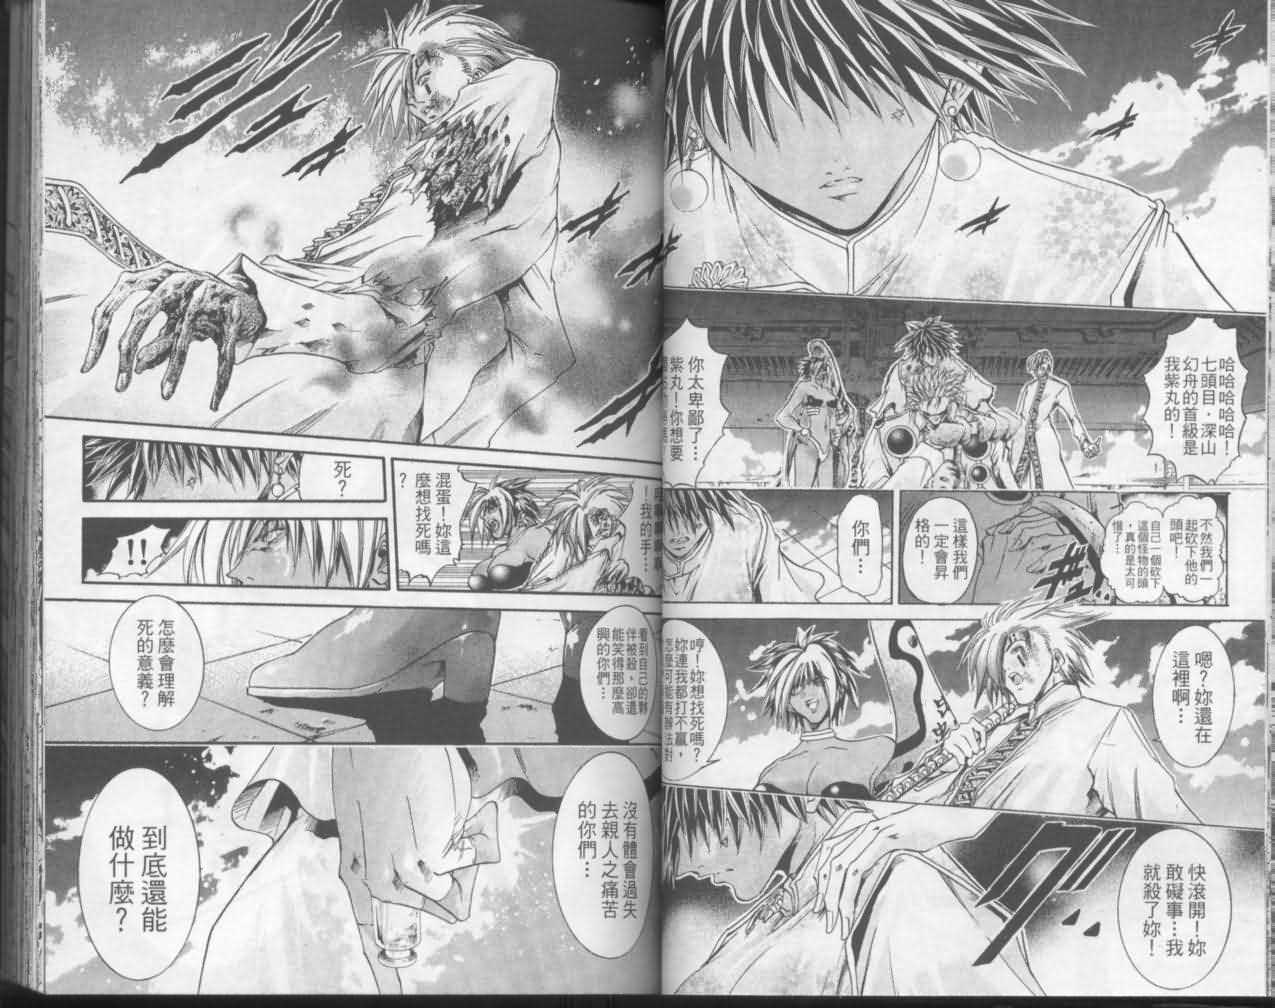 哈哈哈哈哈！
七頭目．深山
幻舟的首級是
我紫丸的！
你太卑鄙了…
紫丸！你想要
不然我們一
起砍下他的
頭吧！
自己一個砍下
這個怪物的頭
，真的是太可
惜了…
這樣我們
一定會昇
格的！
你們…
嗯？妳還在
這裡啊…
哼！妳想找死嗎？
妳連我都打不贏，
怎麼可能有辦法對
快滾開！妳
敢礙事…我
就殺了妳！
！我的手…
混蛋！妳這
麼想找死嗎
？
死？
!!
看到自己的夥
伴被殺，卻還
能笑得那麼高
興的你們…
怎麼會理解
死的意義？
沒有體會過失
去親人之痛苦
的你們…
到底還能
做什麼？